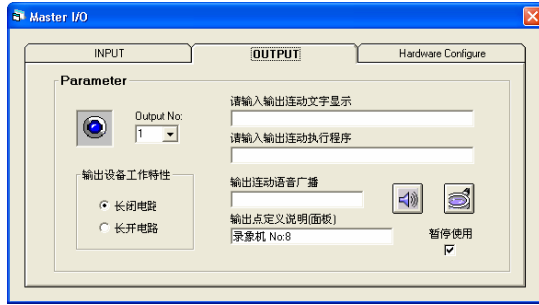 Master I/O
INPUT
OUTPUT
Hardware Configure
Parameter
Output No:
1
请输入输出连动文字显示
请输入输出连动执行程序
输出设备工作特性
长闭电路
长开电路
输出连动语音广播
输出点定义说明(面板)
录象机 No:8
暂停使用